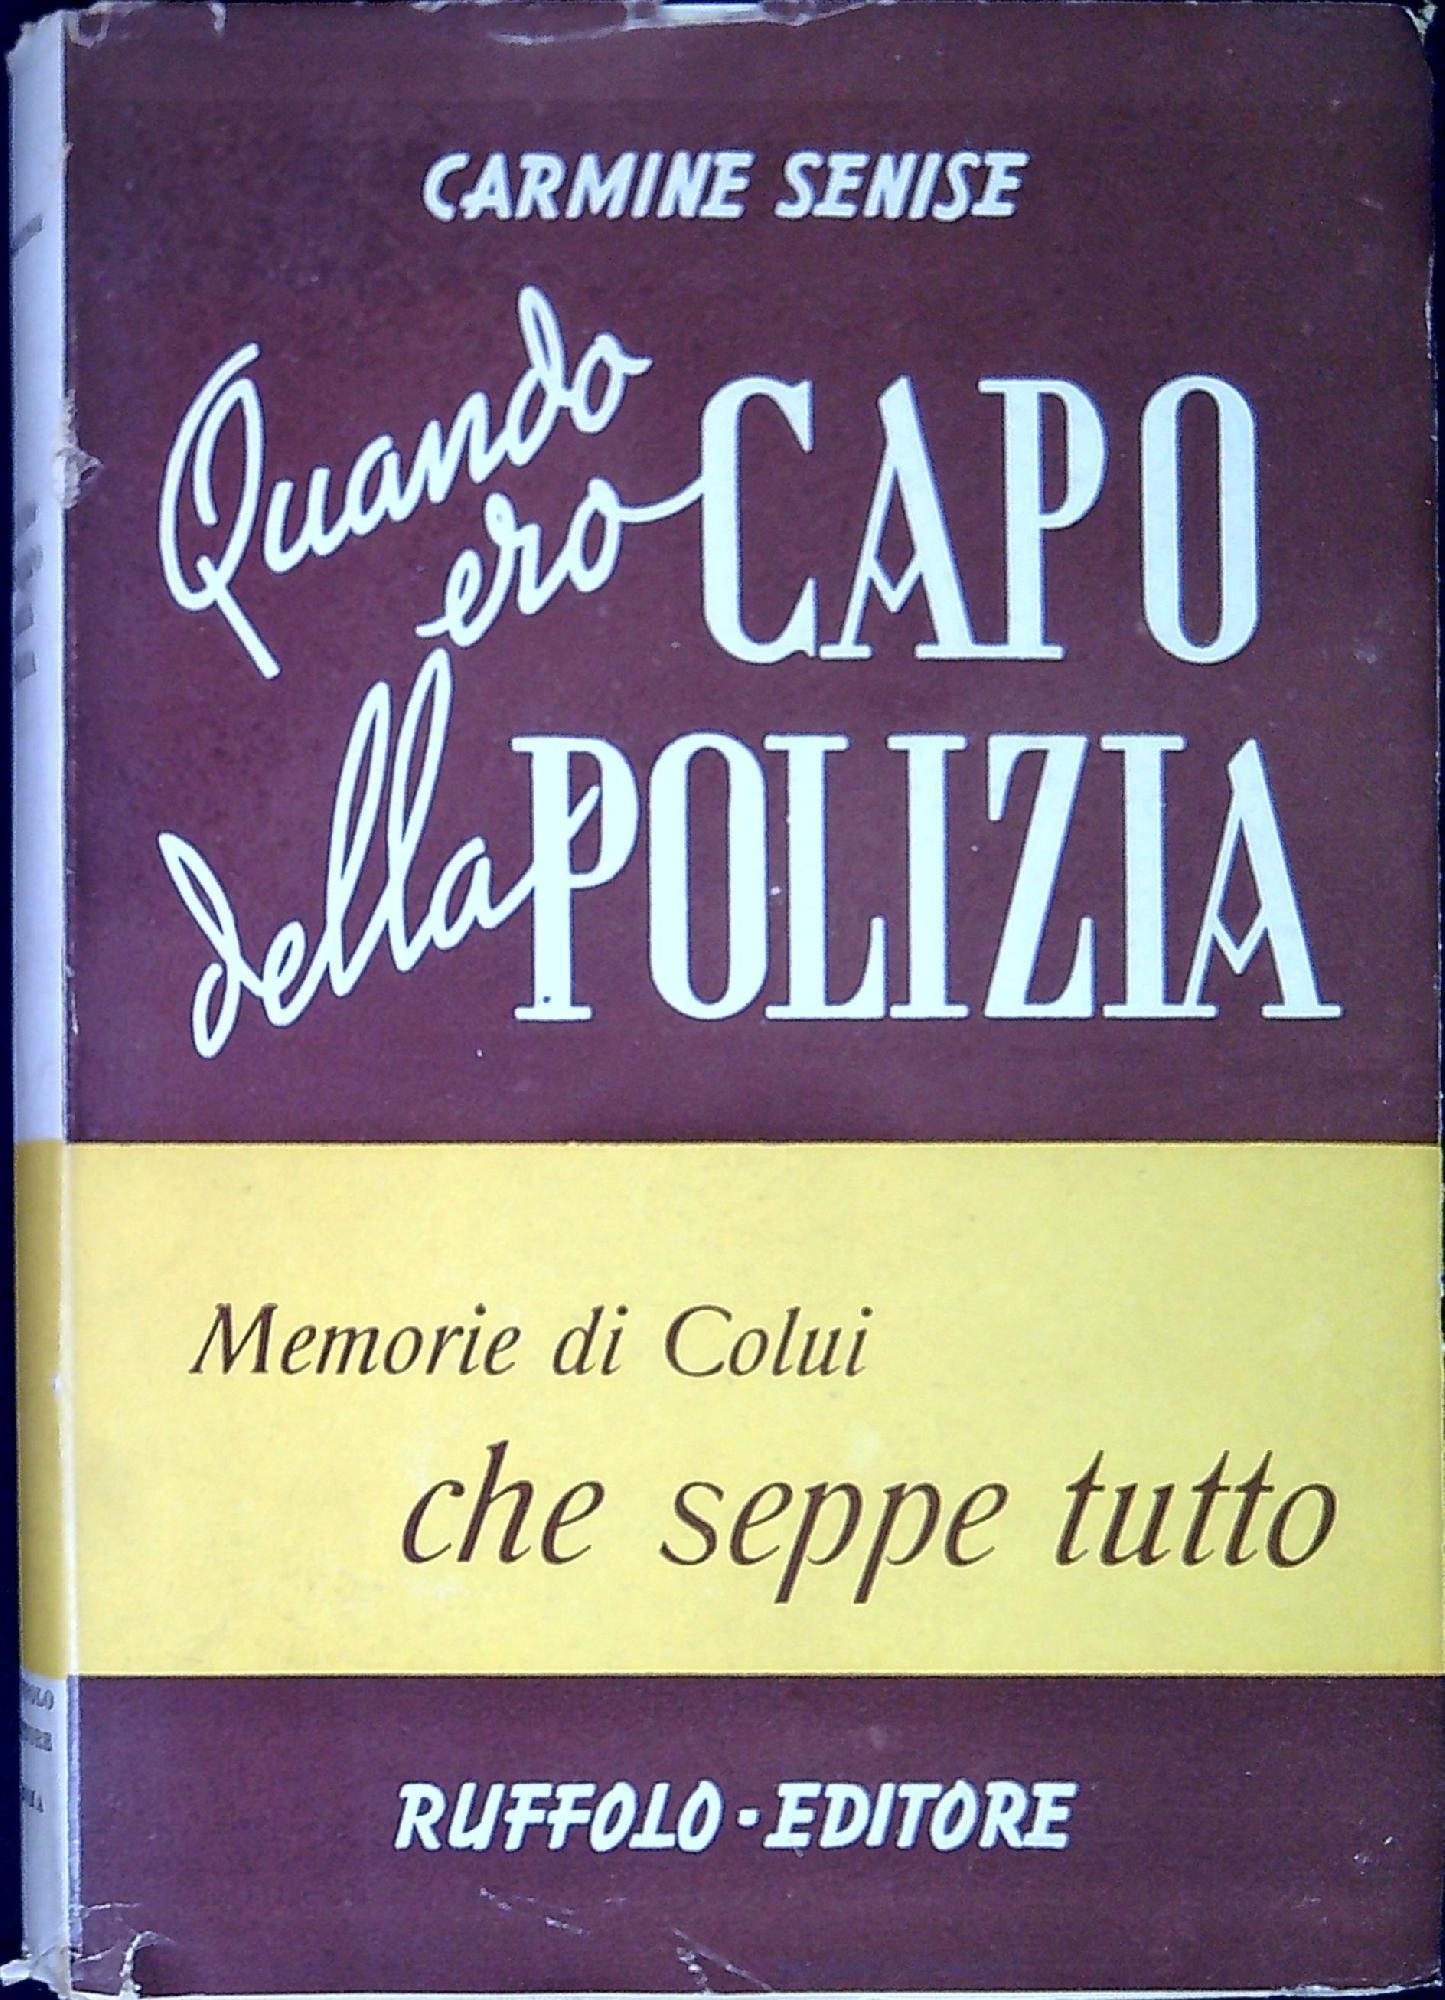 CARMINE SENISE
Quando
ero CAPO
della POLIZIA
Memorie di Colui
che seppe tutto
RUFFOLO - EDITORE